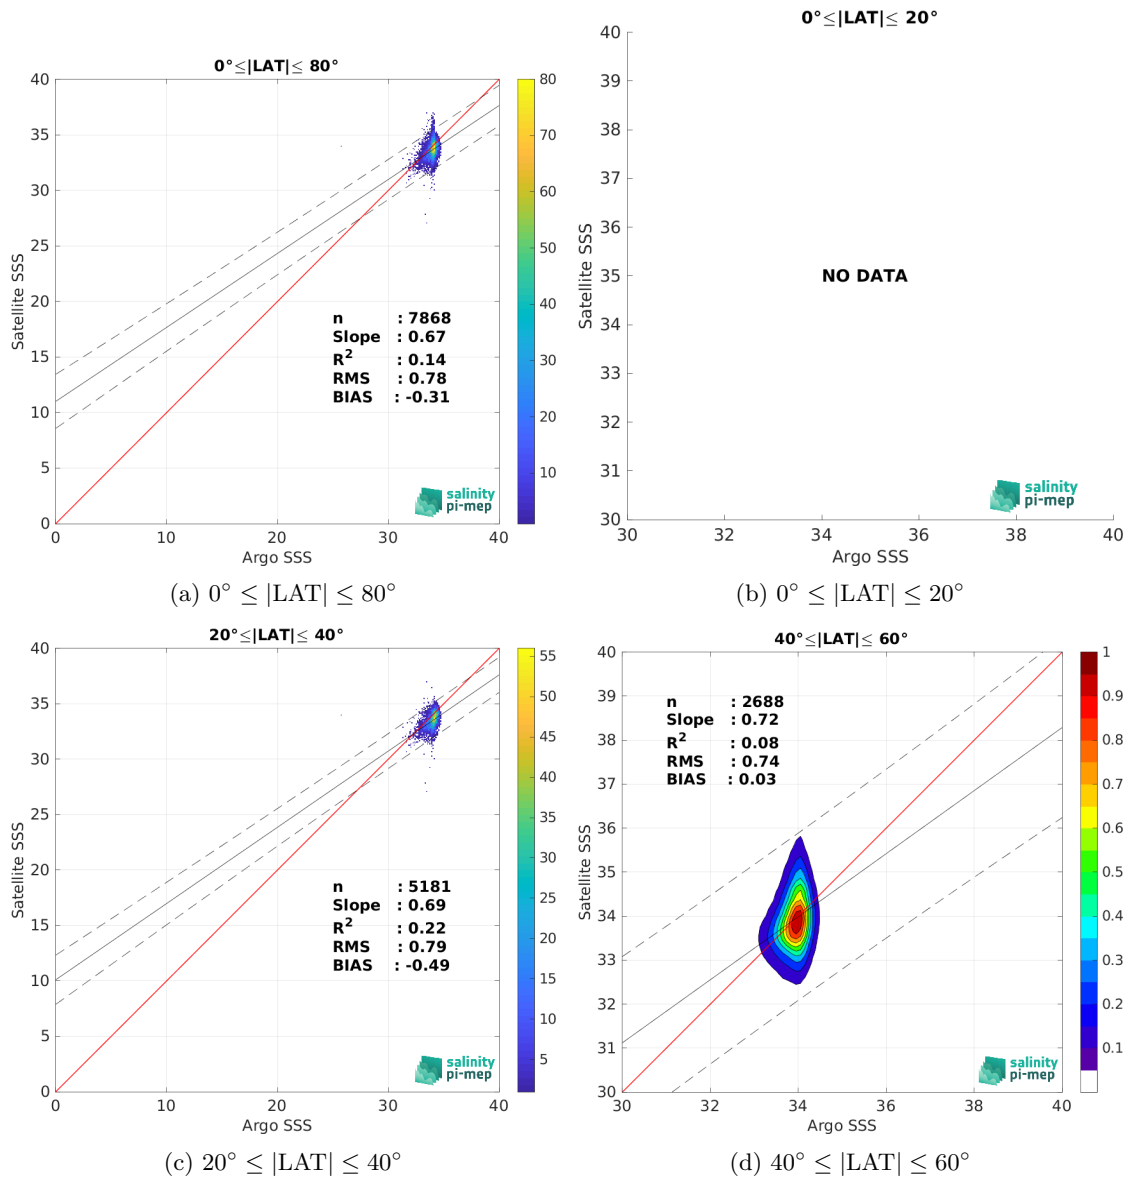 0°≤|LAT|≤ 80°
40
35
30
25
20
15
10
5
0
Satellite SSS
n : 7868
Slope : 0.67
R² : 0.14
RMS : 0.78
BIAS : -0.31
salinity
pi-mep
0 10 20 30 40
Argo SSS
80
70
60
50
40
30
20
10
(a) 0° ≤ |LAT| ≤ 80°
0°≤|LAT|≤ 20°
40
39
38
37
36
35
34
33
32
31
30
Satellite SSS
NO DATA
salinity
pi-mep
30 32 34 36 38 40
Argo SSS
(b) 0° ≤ |LAT| ≤ 20°
20°≤|LAT|≤ 40°
40
35
30
25
20
15
10
5
0
Satellite SSS
n : 5181
Slope : 0.69
R² : 0.22
RMS : 0.79
BIAS : -0.49
salinity
pi-mep
0 10 20 30 40
Argo SSS
55
50
45
40
35
30
25
20
15
10
5
(c) 20° ≤ |LAT| ≤ 40°
40°≤|LAT|≤ 60°
40
39
38
37
36
35
34
33
32
31
30
Satellite SSS
n : 2688
Slope : 0.72
R² : 0.08
RMS : 0.74
BIAS : 0.03
salinity
pi-mep
30 32 34 36 38 40
Argo SSS
1
0.9
0.8
0.7
0.6
0.5
0.4
0.3
0.2
0.1
(d) 40° ≤ |LAT| ≤ 60°